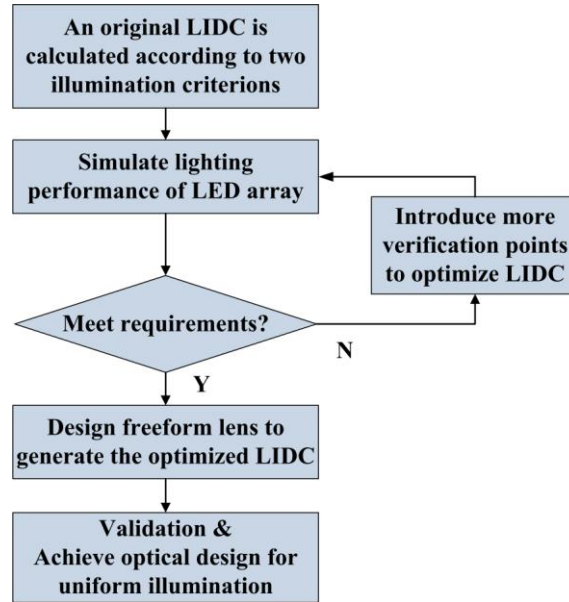 An original LIDC is
calculated according to two
illumination criterions
Simulate lighting
performance of LED array
Introduce more
verification points
to optimize LIDC
Meet requirements?
N
Y
Design freeform lens to
generate the optimized LIDC
Validation &
Achieve optical design for
uniform illumination